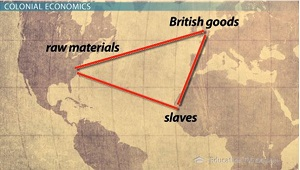 COLONIAL ECONOMICS
British goods
raw materials
slaves